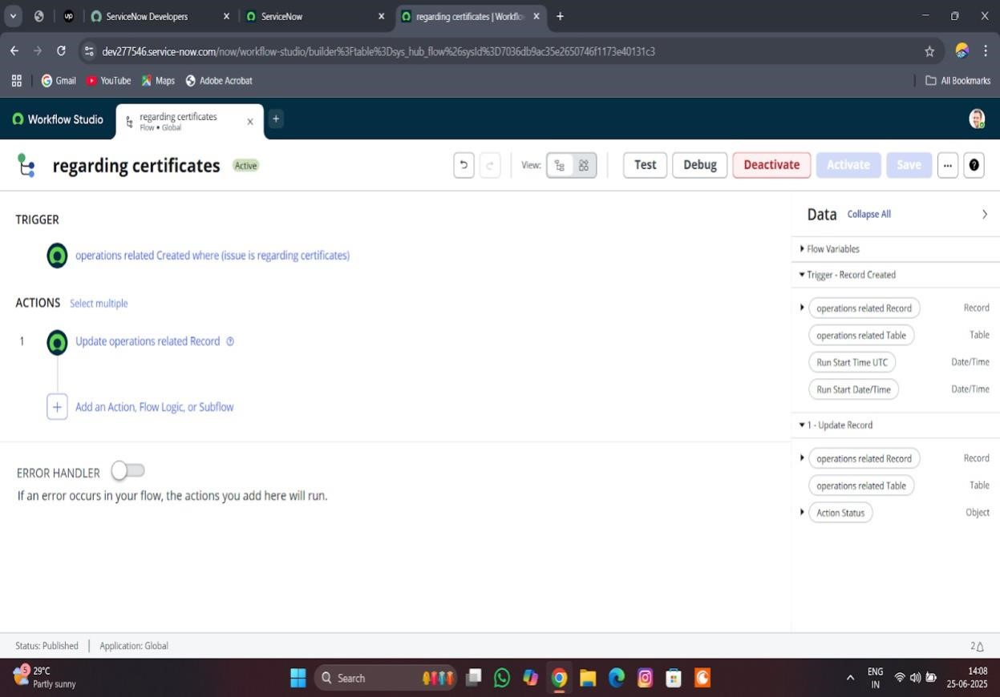 up
ServiceNow Developers
ServiceNow
regarding certificates | Workflo
dev277546.service-now.com/now/workflow-studio/builder%3Ftable%3Dsys_hub_flow%26sysId%3D7036db9ac35e2650746f1173e40131c3
Gmail
YouTube
Maps
Adobe Acrobat
All Bookmarks
Workflow Studio
regarding certificates
Flow • Global
regarding certificates
Active
View:
Test
Debug
Deactivate
Activate
Save
...
TRIGGER
operations related Created where (issue is regarding certificates)
ACTIONS Select multiple
1 Update operations related Record
Add an Action, Flow Logic, or Subflow
ERROR HANDLER
If an error occurs in your flow, the actions you add here will run.
Data Collapse All
Flow Variables
Trigger - Record Created
operations related Record Record
operations related Table Table
Run Start Time UTC Date/Time
Run Start Date/Time Date/Time
1 - Update Record
operations related Record Record
operations related Table Table
Action Status Object
Status: Published | Application: Global
2
5
29°C
Partly sunny
Search
ENG
IN
14:08
25-06-2025